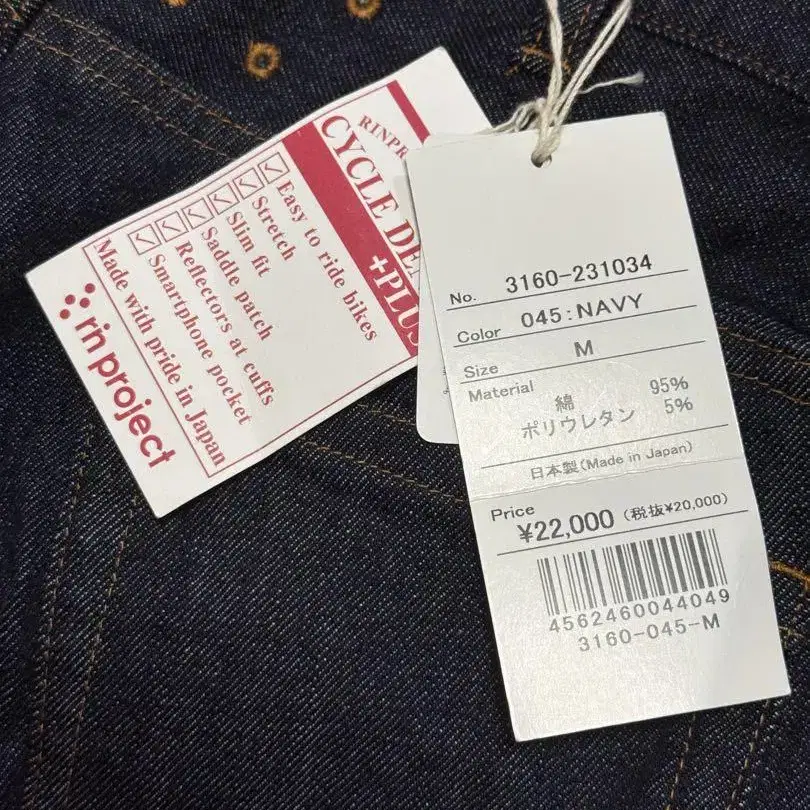 RINPR
CYCLE DE
+PLUS
Easy to ride bikes
Stretch
Slim fit
Saddle patch
Reflectors at cuffs
Smartphone pocket
Made with pride in Japan
rin project
No. 3160-231034
Color 045:NAVY
Size M
Material 綿 95%
ポリウレタン 5%
日本製(Made in Japan)
Price
¥22,000 (税抜¥20,000)
4562460044049
3160-045-M